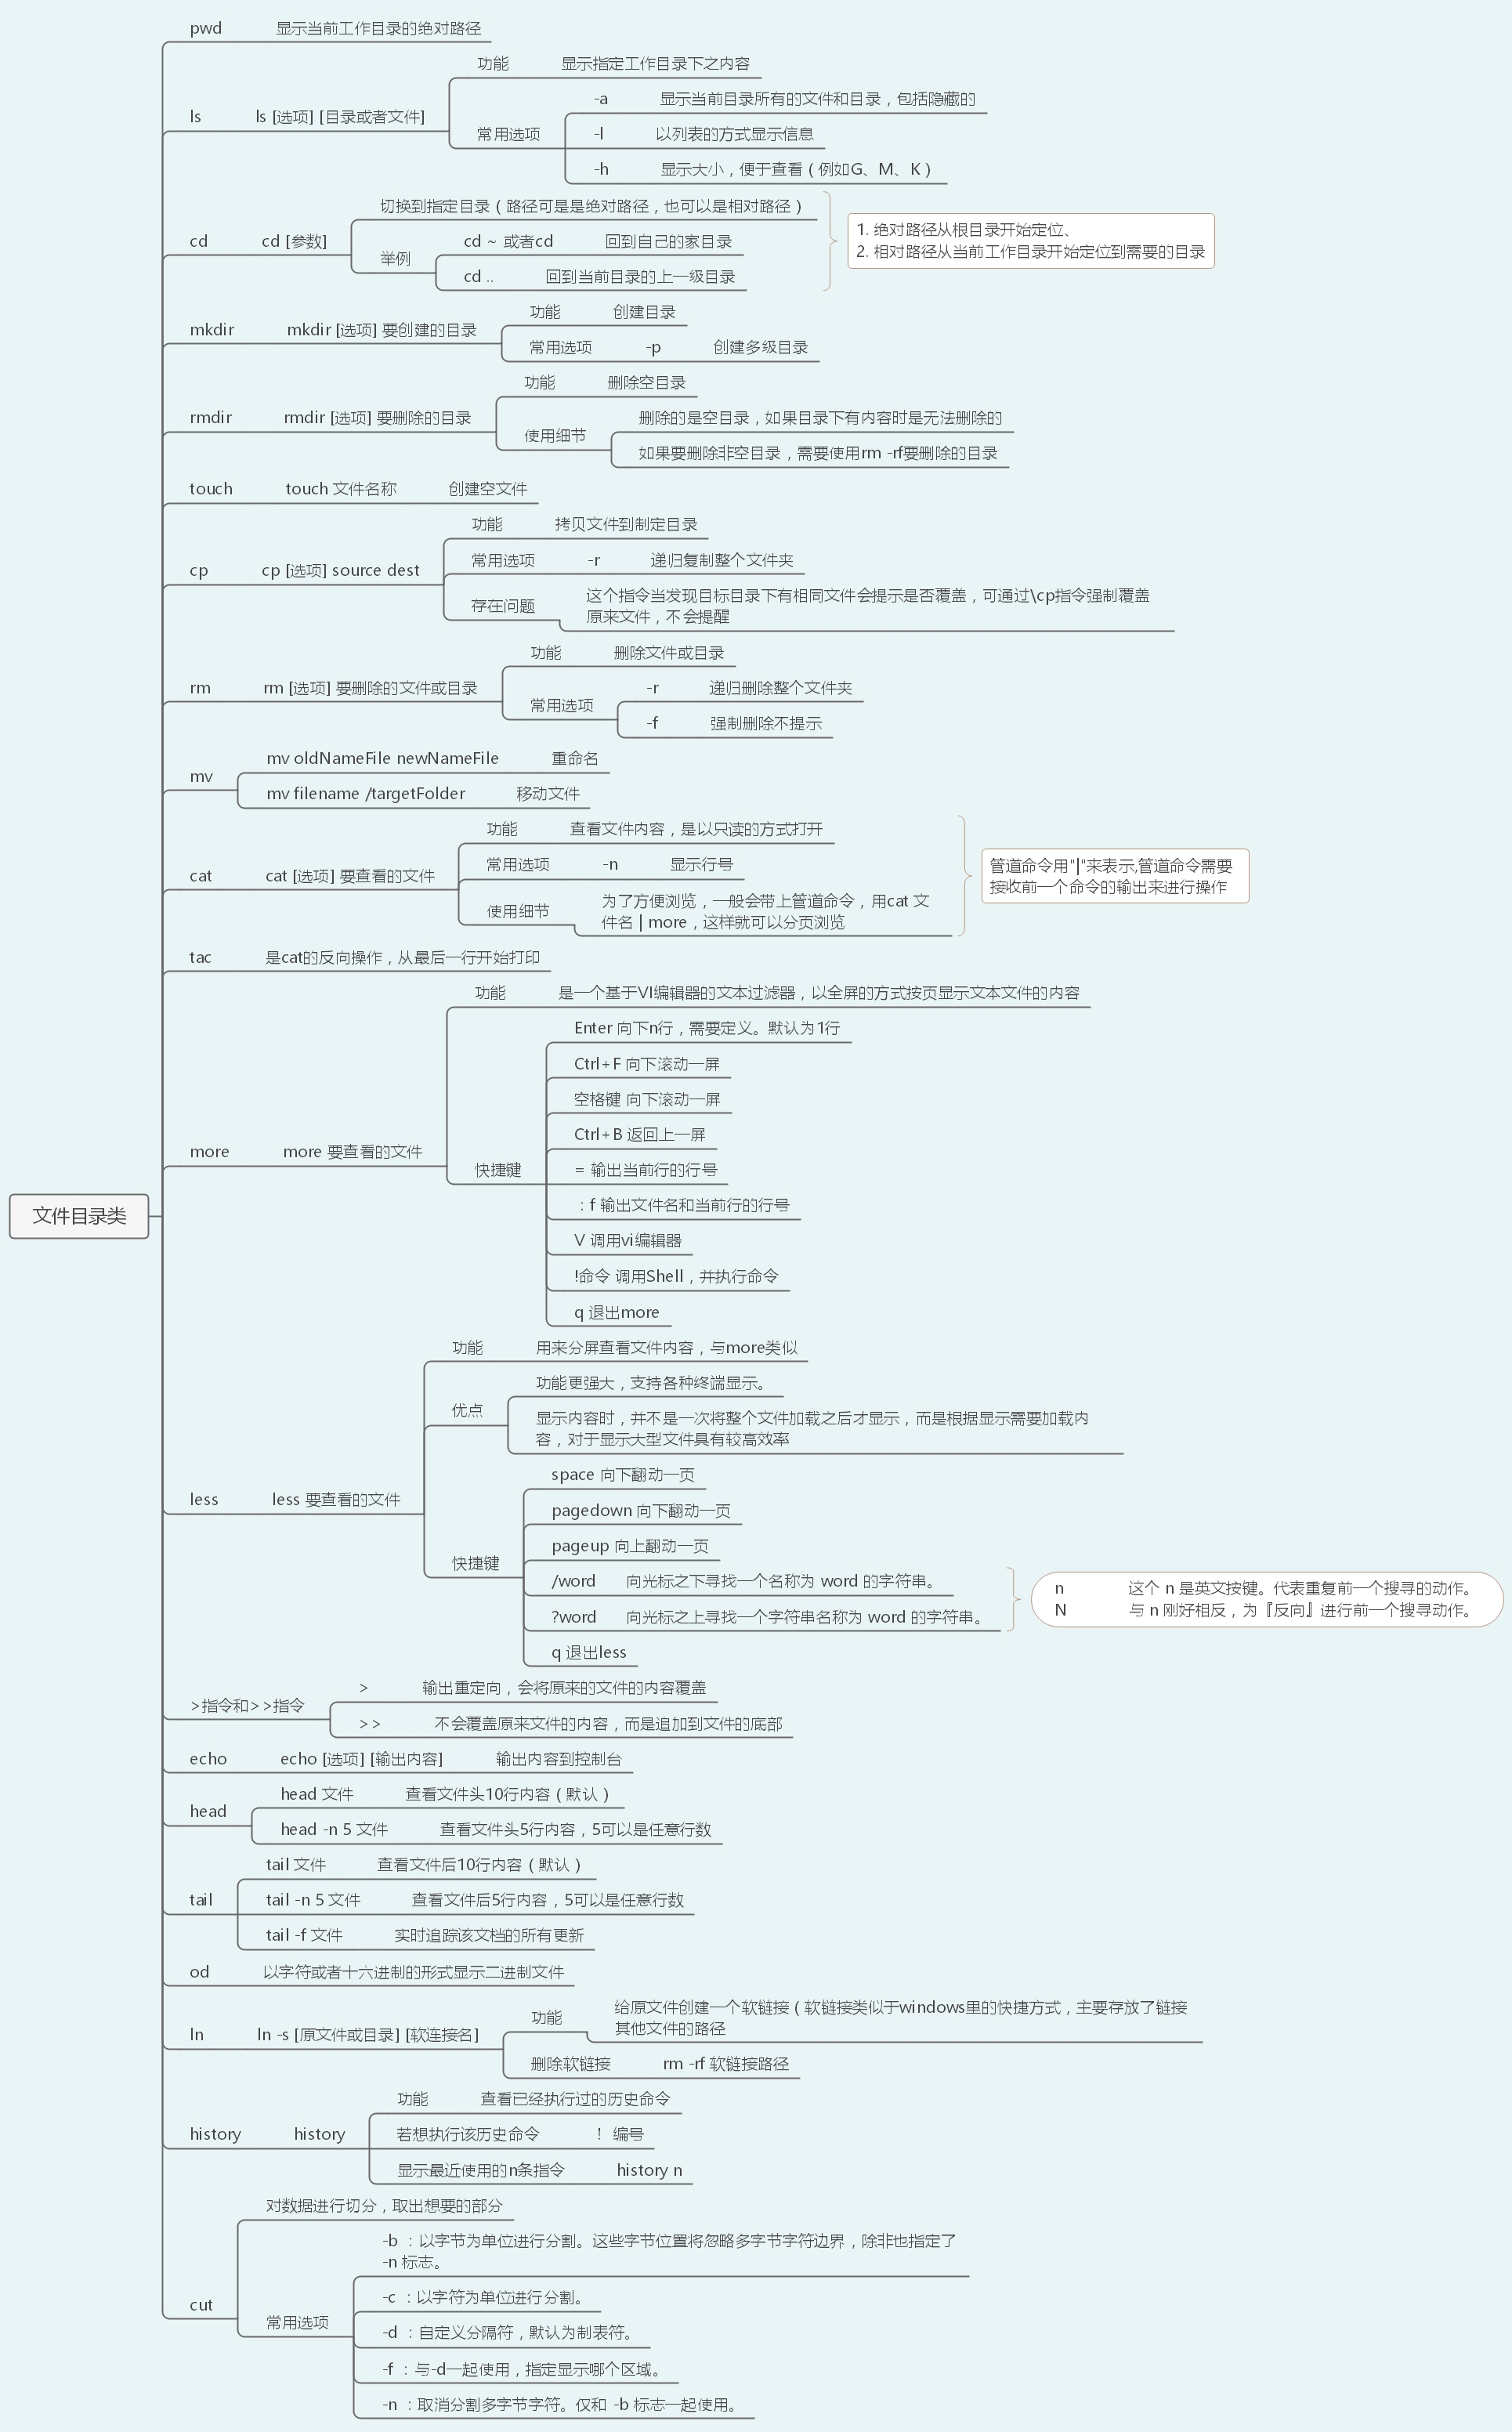 文件目录类
pwd 显示当前工作目录的绝对路径
ls ls [选项] [目录或者文件]
功能 显示指定工作目录下之内容
常用选项
-a 显示当前目录所有的文件和目录，包括隐藏的
-l 以列表的方式显示信息
-h 显示大小，便于查看（例如G、M、K）
cd cd [参数]
切换到指定目录（路径可是是绝对路径，也可以是相对路径）
举例
cd ~ 或者cd 回到自己的家目录
cd .. 回到当前目录的上一级目录
1. 绝对路径从根目录开始定位、
2. 相对路径从当前工作目录开始定位到需要的目录
mkdir mkdir [选项] 要创建的目录
功能 创建目录
常用选项 -p 创建多级目录
rmdir rmdir [选项] 要删除的目录
功能 删除空目录
使用细节
删除的是空目录，如果目录下有内容时是无法删除的
如果要删除非空目录，需要使用rm -rf要删除的目录
touch touch 文件名称 创建空文件
cp cp [选项] source dest
功能 拷贝文件到制定目录
常用选项 -r 递归复制整个文件夹
存在问题
这个指令当发现目标目录下有相同文件会提示是否覆盖，可通过\cp指令强制覆盖
原来文件，不会提醒
rm rm [选项] 要删除的文件或目录
功能 删除文件或目录
常用选项
-r 递归删除整个文件夹
-f 强制删除不提示
mv
mv oldNameFile newNameFile 重命名
mv filename /targetFolder 移动文件
cat cat [选项] 要查看的文件
功能 查看文件内容，是以只读的方式打开
常用选项 -n 显示行号
使用细节
为了方便浏览，一般会带上管道命令，用cat 文
件名 | more，这样就可以分页浏览
管道命令用"|"来表示,管道命令需要
接收前一个命令的输出来进行操作
tac 是cat的反向操作，从最后一行开始打印
more more 要查看的文件
功能 是一个基于VI编辑器的文本过滤器，以全屏的方式按页显示文本文件的内容
快捷键
Enter 向下n行，需要定义。默认为1行
Ctrl+F 向下滚动一屏
空格键 向下滚动一屏
Ctrl+B 返回上一屏
= 输出当前行的行号
：f 输出文件名和当前行的行号
V 调用vi编辑器
!命令 调用Shell，并执行命令
q 退出more
less less 要查看的文件
功能 用来分屏查看文件内容，与more类似
优点
功能更强大，支持各种终端显示。
显示内容时，并不是一次将整个文件加载之后才显示，而是根据显示需要加载内
容，对于显示大型文件具有较高效率
快捷键
space 向下翻动一页
pagedown 向下翻动一页
pageup 向上翻动一页
/word 向光标之下寻找一个名称为 word 的字符串。
?word 向光标之上寻找一个字符串名称为 word 的字符串。
q 退出less
n 这个 n 是英文按键。代表重复前一个搜寻的动作。
N 与 n 刚好相反，为『反向』进行前一个搜寻动作。
>指令和>>指令
> 输出重定向，会将原来的文件的内容覆盖
>> 不会覆盖原来文件的内容，而是追加到文件的底部
echo echo [选项] [输出内容] 输出内容到控制台
head
head 文件 查看文件头10行内容（默认）
head -n 5 文件 查看文件头5行内容，5可以是任意行数
tail
tail 文件 查看文件后10行内容（默认）
tail -n 5 文件 查看文件后5行内容，5可以是任意行数
tail -f 文件 实时追踪该文档的所有更新
od 以字符或者十六进制的形式显示二进制文件
ln ln -s [原文件或目录] [软连接名]
功能
给原文件创建一个软链接（软链接类似于windows里的快捷方式，主要存放了链接
其他文件的路径
删除软链接 rm -rf 软链接路径
history history
功能 查看已经执行过的历史命令
若想执行该历史命令 ！编号
显示最近使用的n条指令 history n
cut
对数据进行切分，取出想要的部分
常用选项
-b ：以字节为单位进行分割。这些字节位置将忽略多字节字符边界，除非也指定了
-n 标志。
-c ：以字符为单位进行分割。
-d ：自定义分隔符，默认为制表符。
-f ：与-d一起使用，指定显示哪个区域。
-n ：取消分割多字节字符。仅和 -b 标志一起使用。